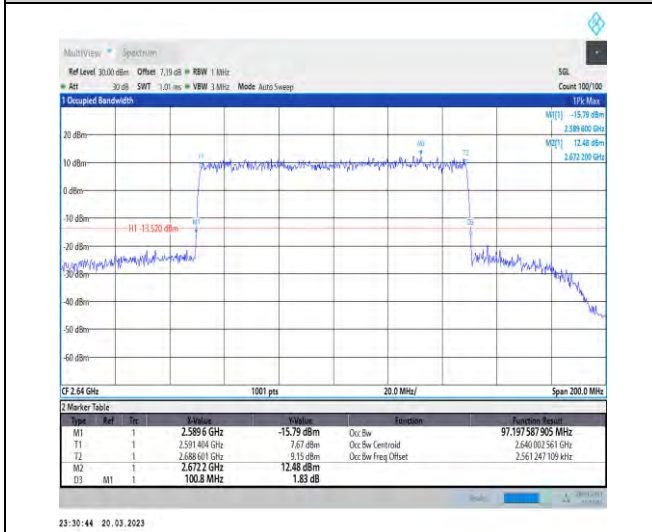 MultiView Spectrum
Ref Level 30.00 dBm Offset 7.19 dB RBW 1 MHz SGL
Att 30 dB SWT 1.01 ms VBW 3 MHz Mode Auto Sweep Count 100/100
1 Occupied Bandwidth 1Pk Max
M1[1] -15.79 dBm
2.589 600 GHz
M2[1] 12.48 dBm
2.672 200 GHz
20 dBm
10 dBm
0 dBm
-10 dBm
H1 -13.520 dBm
-20 dBm
-30 dBm
-40 dBm
-50 dBm
-60 dBm
T1
M2
T2
M1
D3
CF 2.64 GHz 1001 pts 20.0 MHz/ Span 200.0 MHz
2 Marker Table
Type Ref Trc X-Value Y-Value Function Function Result
M1 1 2.589 6 GHz -15.79 dBm Occ Bw 97.197 587 905 MHz
T1 1 2.591 404 GHz 7.67 dBm Occ Bw Centroid 2.640 002 561 GHz
T2 1 2.688 601 GHz 9.15 dBm Occ Bw Freq Offset 2.561 247 109 kHz
M2 1 2.672 2 GHz 12.48 dBm
D3 M1 1 100.8 MHz 1.83 dB
23:30:44 20.03.2023